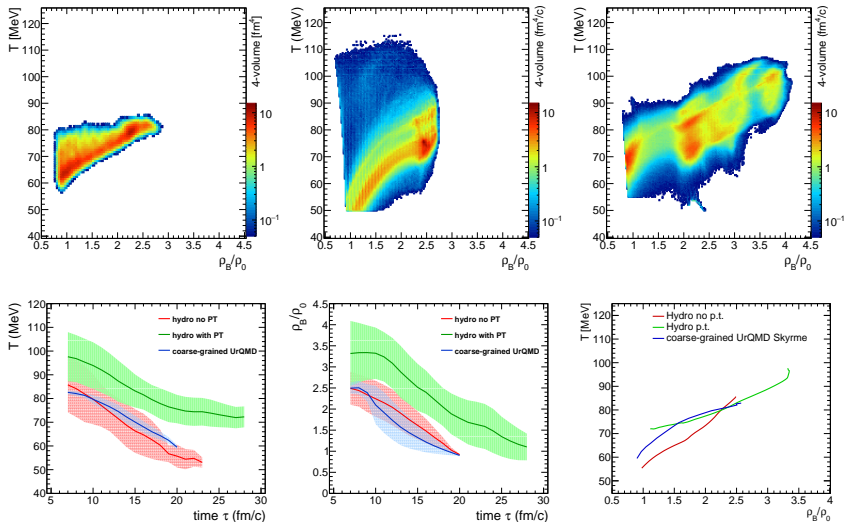 T [MeV]
120
110
100
90
80
70
60
50
40
0.5 1 1.5 2 2.5 3 3.5 4 4.5
ρB/ρ0
4-volume [fm⁴]
10
1
10⁻¹
T (MeV)
120
110
100
90
80
70
60
50
40
0.5 1 1.5 2 2.5 3 3.5 4 4.5
ρB/ρ0
4-volume (fm⁴/c)
10
1
10⁻¹
T (MeV)
120
110
100
90
80
70
60
50
40
0.5 1 1.5 2 2.5 3 3.5 4 4.5
ρB/ρ0
4-volume (fm⁴/c)
10
1
10⁻¹
T (MeV)
120
110
100
90
80
70
60
50
40
5 10 15 20 25 30
time τ (fm/c)
hydro no PT
hydro with PT
coarse-grained UrQMD
ρB/ρ0
4.5
4
3.5
3
2.5
2
1.5
1
0.5
0
5 10 15 20 25 30
time τ (fm/c)
hydro no PT
hydro with PT
coarse-grained UrQMD
T [MeV]
120
110
100
90
80
70
60
50
0.5 1 1.5 2 2.5 3 3.5 4
ρB/ρ0
Hydro no p.t.
Hydro p.t.
coarse-grained UrQMD Skyrme